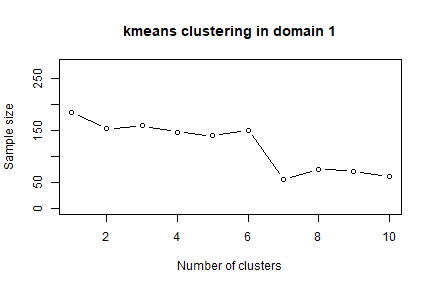 kmeans clustering in domain 1
Sample size
250
150
50
0
2 4 6 8 10
Number of clusters